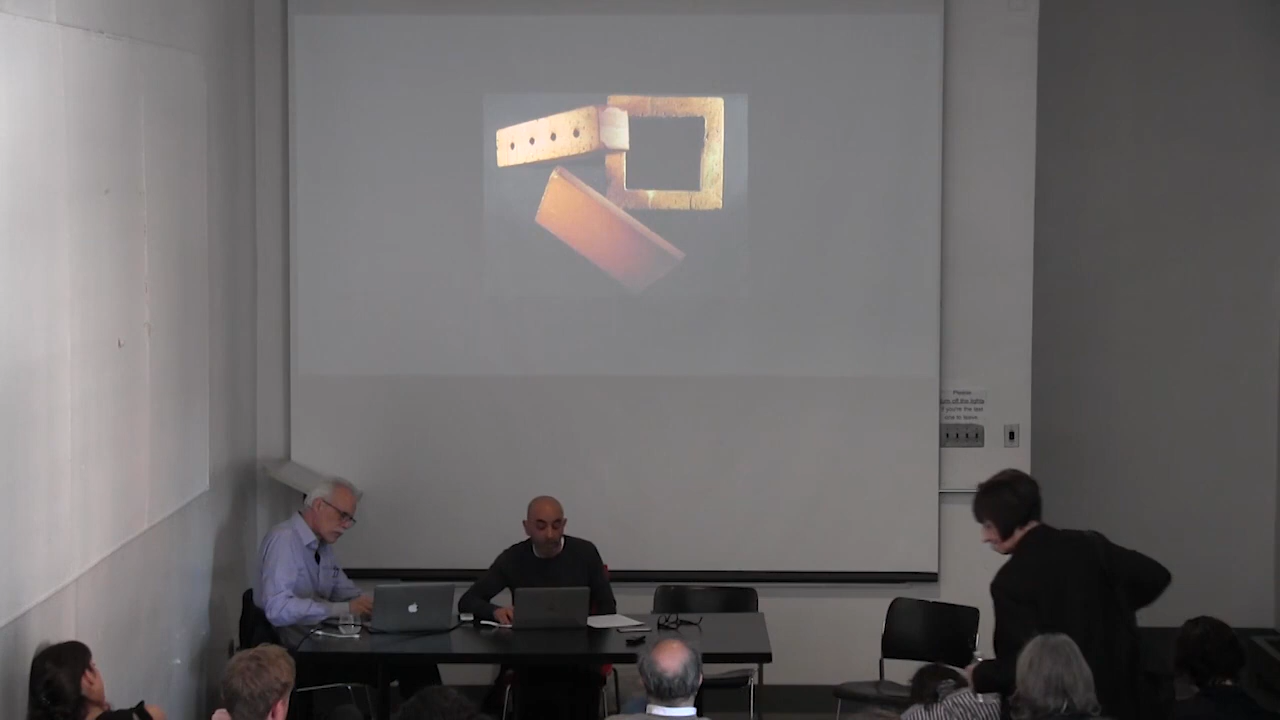 Please
turn off the lights
if you're the last
one to leave